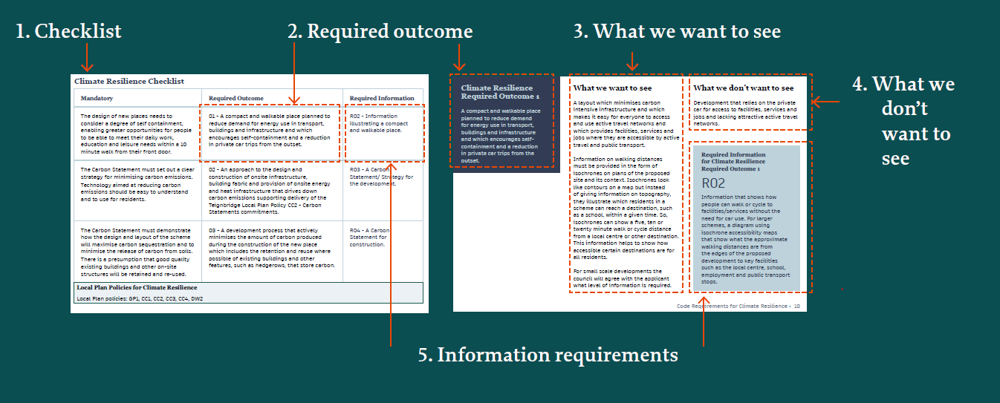 1. Checklist
2. Required outcome
3. What we want to see
4. What we
don't
want to
see
Climate Resilience Checklist
Mandatory
Required Outcome
Required Information
The design of new places needs to
consider a degree of self containment,
enabling greater opportunities for people
to be able to meet their daily work,
education and leisure needs within a 10
minute walk from their front door.
01 - A compact and walkable place planned to
reduce demand for energy use in transport,
buildings and infrastructure and which
encourages self-containment and a reduction
in private car trips from the outset.
R02 - Information
illustrating a compact
and walkable place.
The Carbon Statement must set out a clear
strategy for minimising carbon emissions.
Technology aimed at reducing carbon
emissions should be easy to understand
and to use for residents.
02 - An approach to the design and
construction of onsite infrastructure,
building fabric and provision of onsite energy
and heat infrastructure that drives down
carbon emissions supporting delivery of the
Teignbridge Local Plan Policy CC2 - Carbon
Statements commitments.
R03 - A Carbon
Statement/ Strategy for
the development.
The Carbon Statement must demonstrate
how the design and layout of the scheme
will maximise carbon sequestration and to
minimise the release of carbon from soils.
There is a presumption that good quality
existing buildings and other on-site
structures will be retained and re-used.
03 - A development process that actively
minimises the amount of carbon produced
during the construction of the new place
which includes the retention and reuse where
possible of existing buildings and other
features, such as hedgerows, that store carbon.
R04 - A Carbon
Statement for
construction.
Local Plan Policies for Climate Resilience
Local Plan policies: GP1, CC1, CC2, CC3, CC4, DW2
Climate Resilience
Required Outcome 1
A compact and walkable place
planned to reduce demand
for energy use in transport,
buildings and infrastructure
and which encourages self-
containment and a reduction
in private car trips from the
outset.
What we want to see
A layout which minimises carbon
intensive infrastructure and which
makes it easy for everyone to access
and use active travel networks and
which provides facilities, services and
jobs where they are accessible by active
travel and public transport.
Information on walking distances
must be provided in the form of
isochrones on plans of the proposed
site and its context. Isochrones look
like contours on a map but instead
of giving information on topography,
they illustrate which residents in a
scheme can reach a destination, such
as a school, within a given time. So,
isochrones can show a five, ten or
twenty minute walk or cycle distance
from a local centre or other destination.
This information helps to show how
accessible certain destinations are for
all residents.
For small scale developments the
council will agree with the applicant
what level of information is required.
What we don't want to see
Development that relies on the private
car for access to facilities, services and
jobs and lacking attractive active travel
networks.
Required Information
for Climate Resilience
Required Outcome 1
R02
Information that shows how
people can walk or cycle to
facilities/services without the
need for car use. For larger
schemes, a diagram using
isochrone accessibility maps
that show what the approximate
walking distances are from
the edges of the proposed
development to key facilities
such as the local centre, school,
employment and public transport
stops.
Code Requirements for Climate Resilience • 18
5. Information requirements